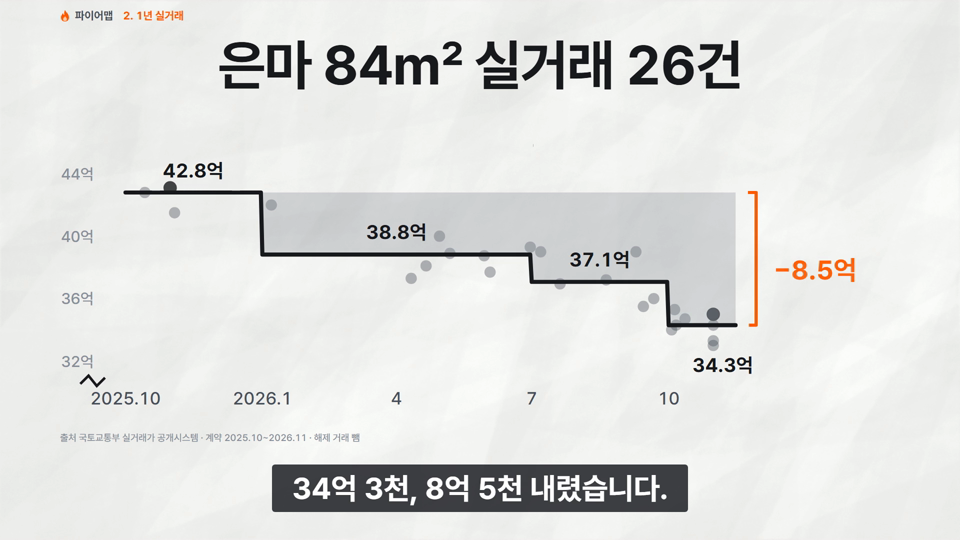 파이어맵 2. 1년 실거래
은마 84m² 실거래 26건
44억
42.8억
40억
38.8억
37.1억
-8.5억
36억
34.3억
32억
2025.10 2026.1 4 7 10
출처 국토교통부 실거래가 공개시스템 · 계약 2025.10~2026.11 · 해제 거래 뺌
34억 3천, 8억 5천 내렸습니다.